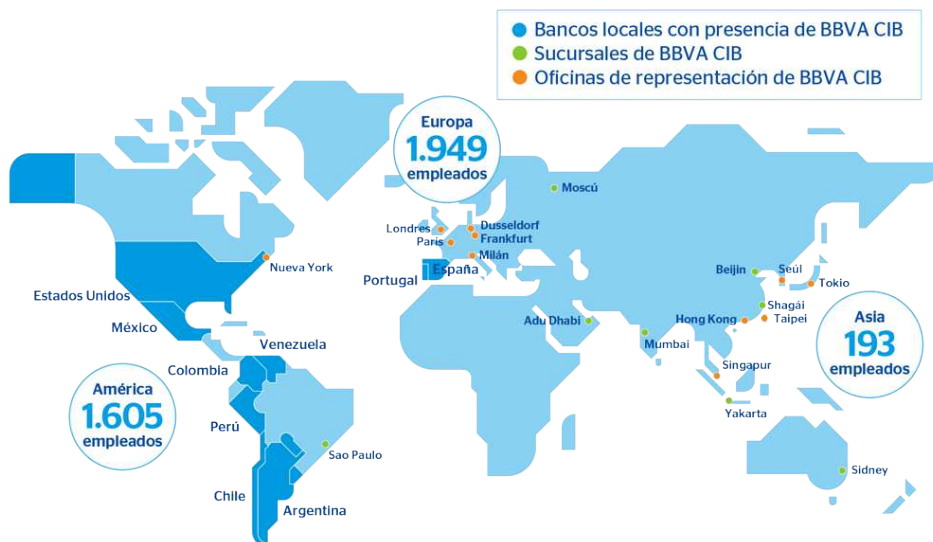 Bancos locales con presencia de BBVA CIB
Sucursales de BBVA CIB
Oficinas de representación de BBVA CIB
Europa
1.949
empleados
Moscú
Londres
Dusseldorf
Frankfurt
París
Milán
España
Portugal
Nueva York
Estados Unidos
México
Venezuela
Colombia
América
1.605
empleados
Perú
Sao Paulo
Chile
Argentina
Beijin
Seúl
Tokio
Shagái
Adu Dhabi
Hong Kong
Taipei
Mumbai
Singapur
Asia
193
empleados
Yakarta
Sidney